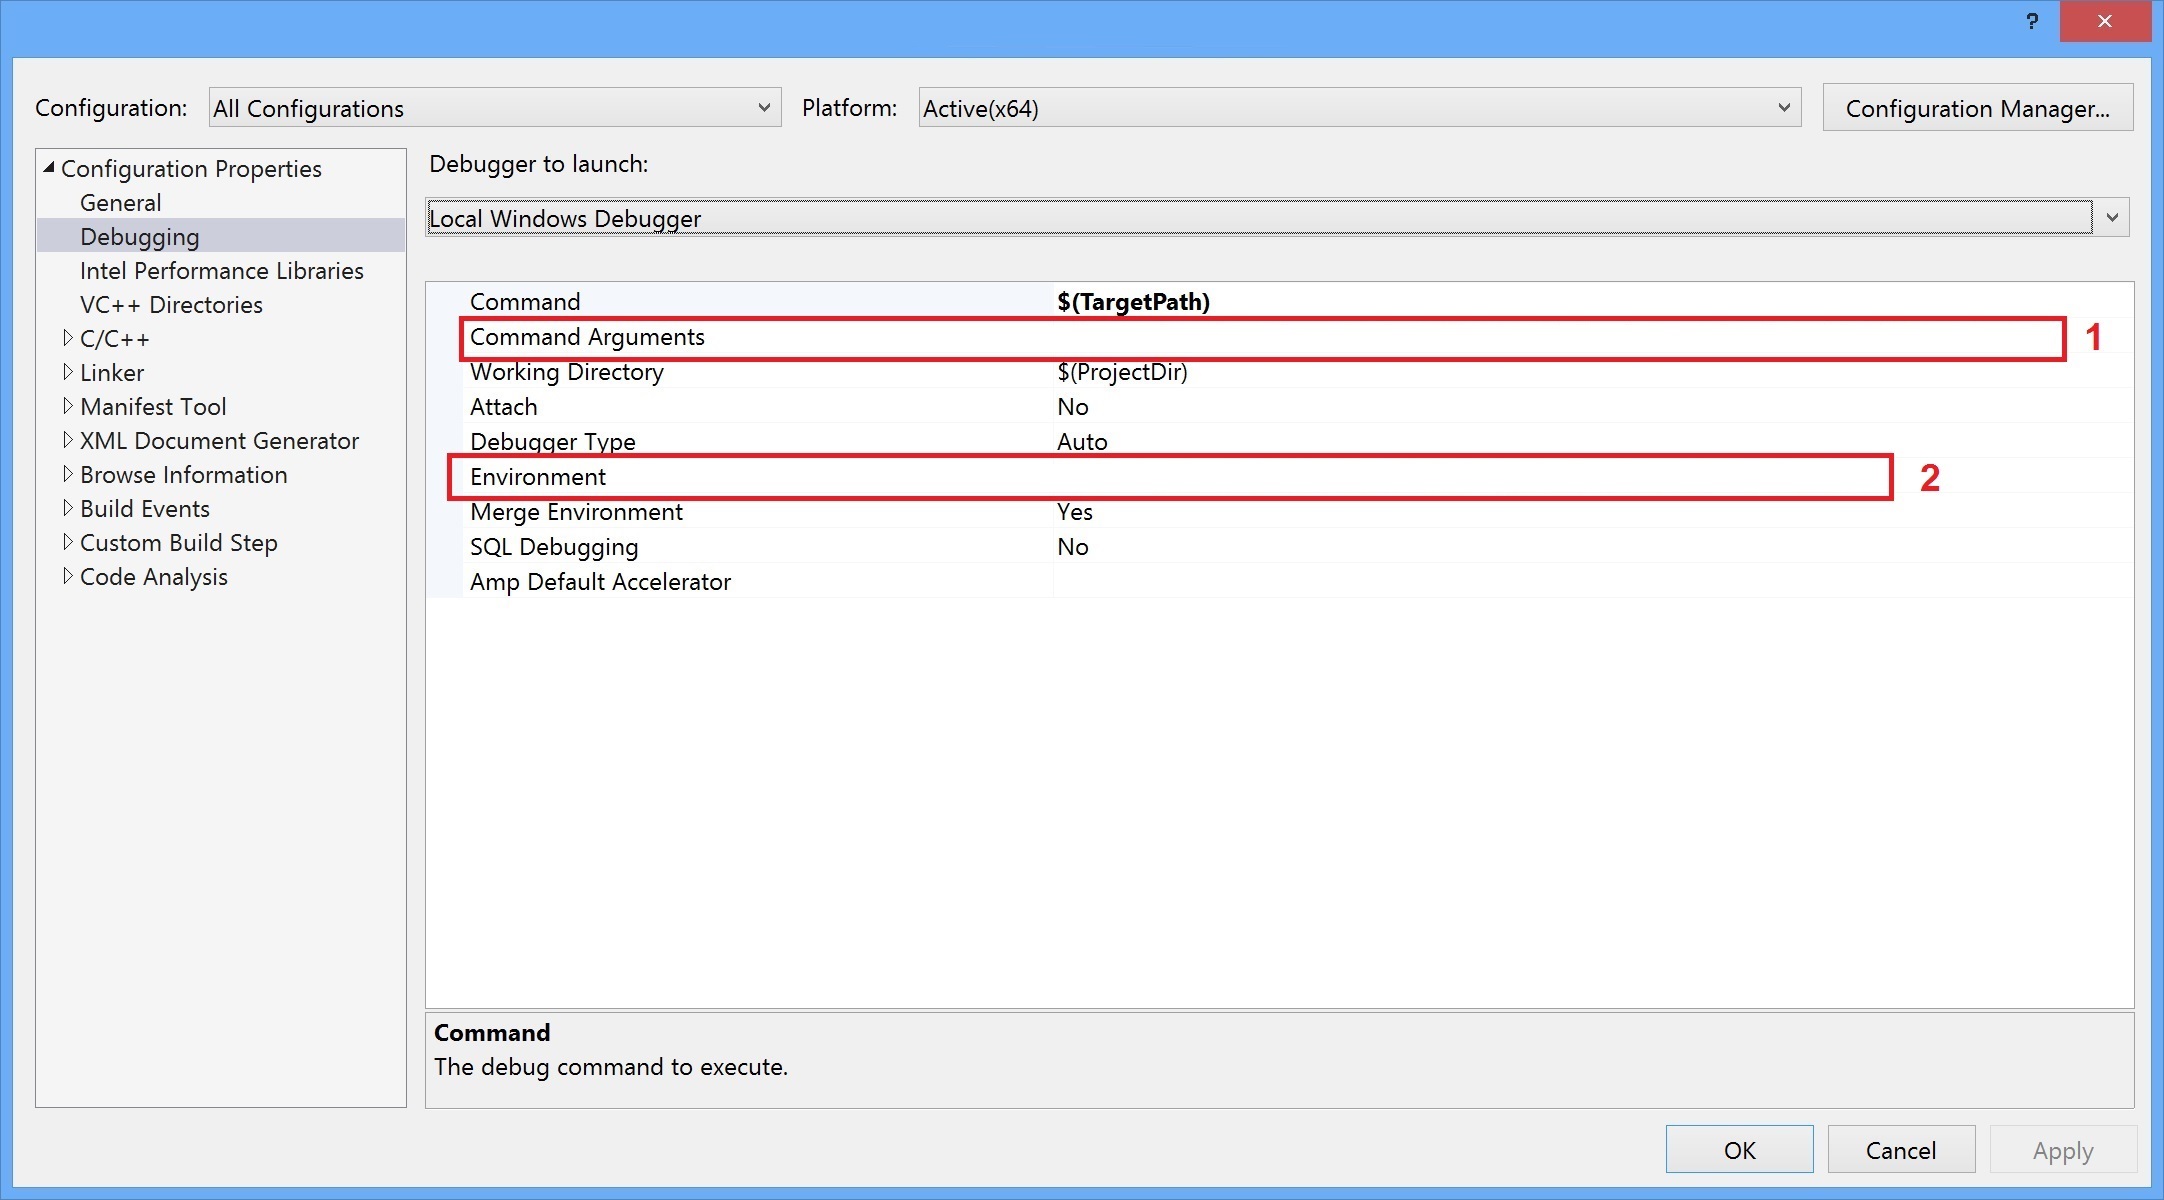 ?
Configuration: All Configurations Platform: Active(x64) Configuration Manager...
Configuration Properties
General
Debugging
Intel Performance Libraries
VC++ Directories
C/C++
Linker
Manifest Tool
XML Document Generator
Browse Information
Build Events
Custom Build Step
Code Analysis
Debugger to launch:
Local Windows Debugger
Command $(TargetPath)
Command Arguments 1
Working Directory $(ProjectDir)
Attach No
Debugger Type Auto
Environment 2
Merge Environment Yes
SQL Debugging No
Amp Default Accelerator
Command
The debug command to execute.
OK Cancel Apply